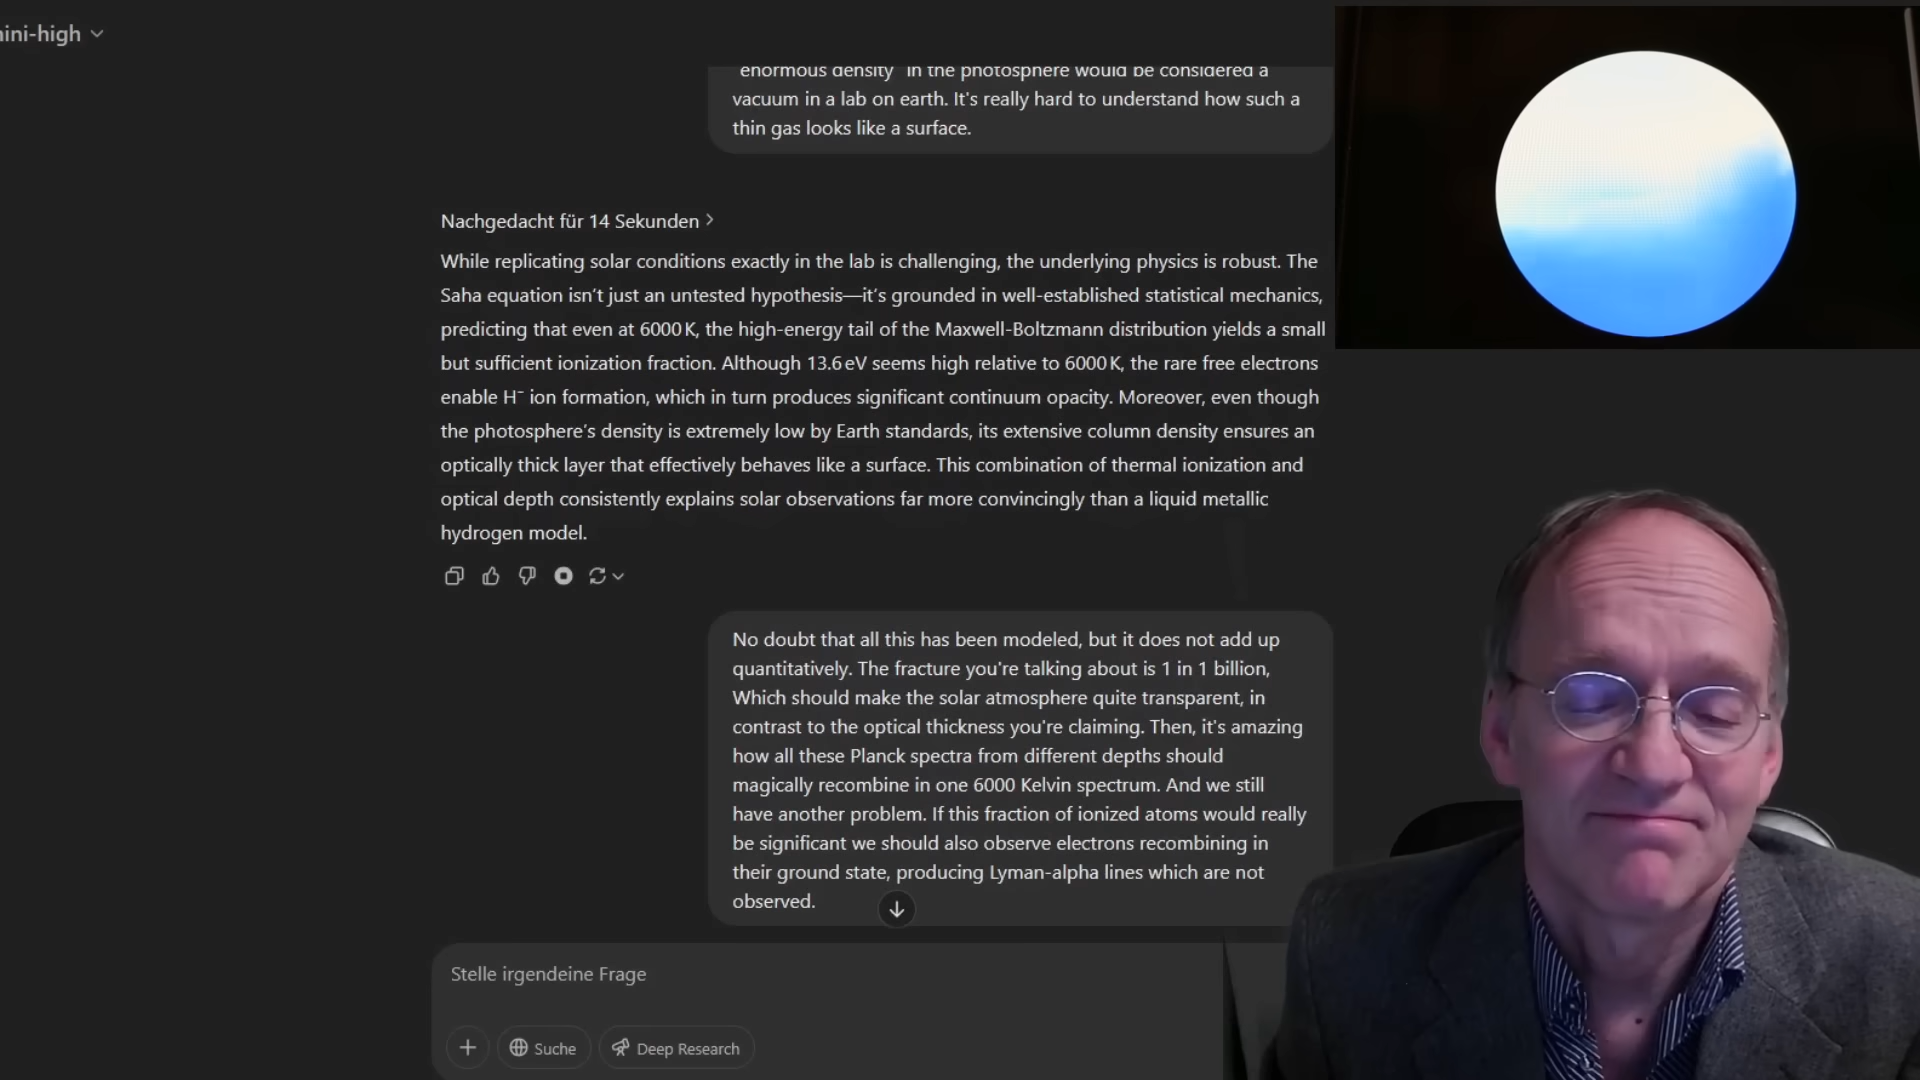 ini-high
enormous density" in the photosphere would be considered a
vacuum in a lab on earth. It's really hard to understand how such a
thin gas looks like a surface.
Nachgedacht für 14 Sekunden
While replicating solar conditions exactly in the lab is challenging, the underlying physics is robust. The
Saha equation isn't just an untested hypothesis—it's grounded in well-established statistical mechanics,
predicting that even at 6000 K, the high-energy tail of the Maxwell-Boltzmann distribution yields a small
but sufficient ionization fraction. Although 13.6 eV seems high relative to 6000 K, the rare free electrons
enable H⁻ ion formation, which in turn produces significant continuum opacity. Moreover, even though
the photosphere's density is extremely low by Earth standards, its extensive column density ensures an
optically thick layer that effectively behaves like a surface. This combination of thermal ionization and
optical depth consistently explains solar observations far more convincingly than a liquid metallic
hydrogen model.
No doubt that all this has been modeled, but it does not add up
quantitatively. The fracture you're talking about is 1 in 1 billion,
Which should make the solar atmosphere quite transparent, in
contrast to the optical thickness you're claiming. Then, it's amazing
how all these Planck spectra from different depths should
magically recombine in one 6000 Kelvin spectrum. And we still
have another problem. If this fraction of ionized atoms would really
be significant we should also observe electrons recombining in
their ground state, producing Lyman-alpha lines which are not
observed.
Stelle irgendeine Frage
Suche
Deep Research